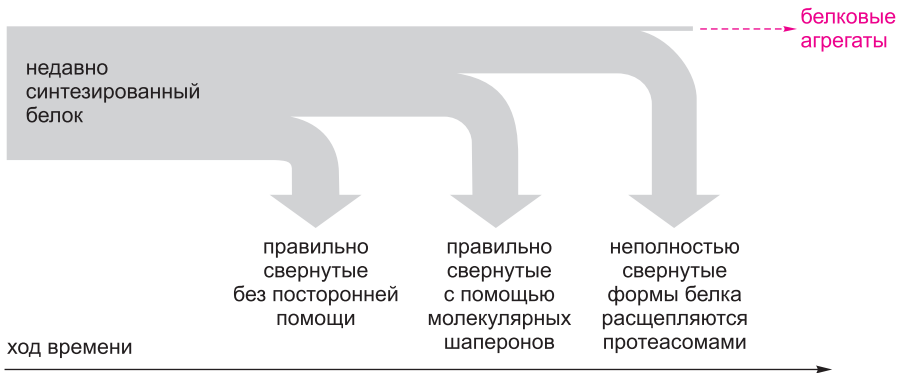 белковые
агрегаты
недавно
синтезированный
белок
правильно
свернутые
без посторонней
помощи
правильно
свернутые
с помощью
молекулярных
шаперонов
неполностью
свернутые
формы белка
расщепляются
протеасомами
ход времени